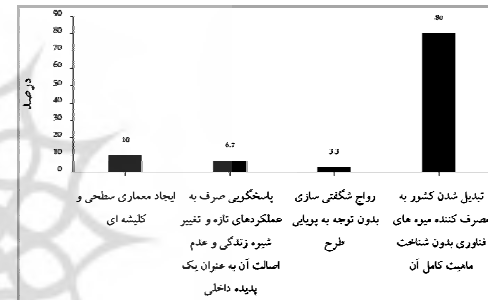 90
80
70
60
50
40
30
20
10
0
درصد
10
6.7
3.3
80
ایجاد معماری سطحی و
کلیشه ای
پاسخگویی صرف به
عملکردهای تازه و تغییر
شیوه زندگی و عدم
اصالت آن به عنوان یک
پدیده داخلی
رواج شگفتی سازی
بدون توجه به پویایی
طرح
تبدیل شدن کشور به
مصرف کننده میوه های
فناوری بدون شناخت
ماهیت کامل آن